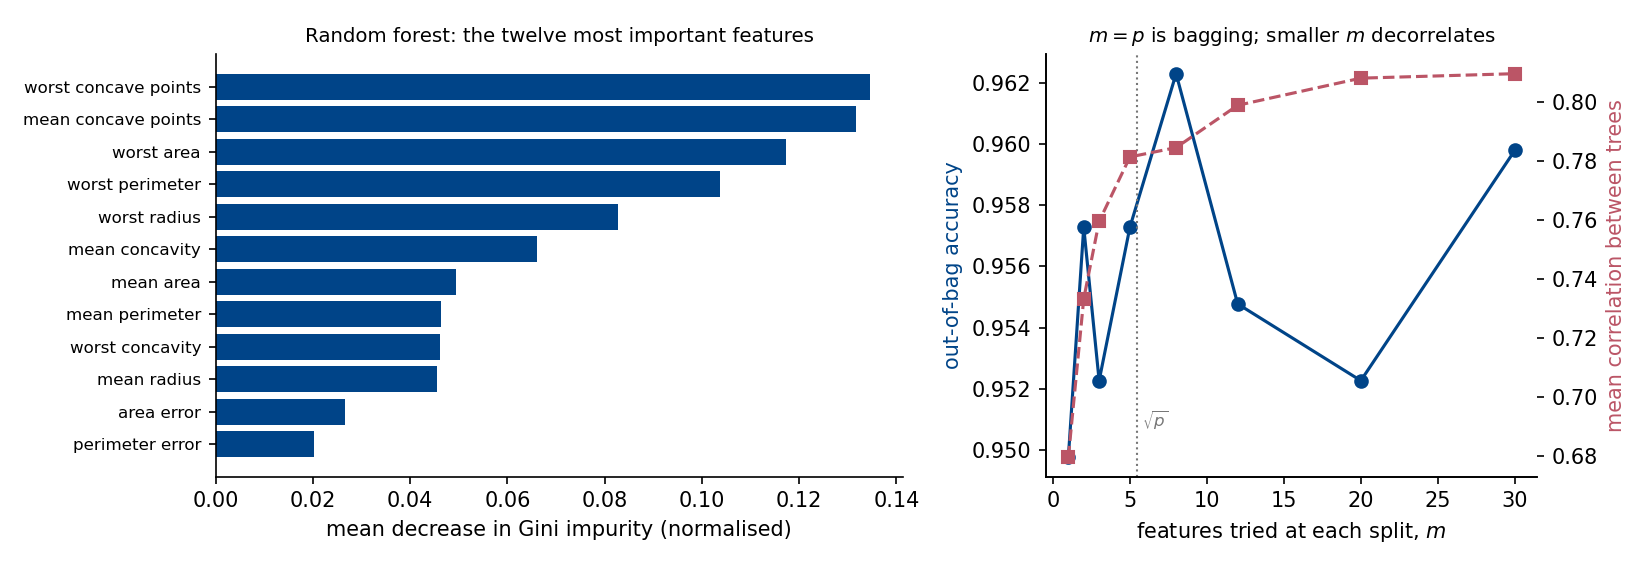 Random forest: the twelve most important features
worst concave points
mean concave points
worst area
worst perimeter
worst radius
mean concavity
mean area
mean perimeter
worst concavity
mean radius
area error
perimeter error
0.00 0.02 0.04 0.06 0.08 0.10 0.12 0.14
mean decrease in Gini impurity (normalised)
m = p is bagging; smaller m decorrelates
out-of-bag accuracy
0.962
0.960
0.958
0.956
0.954
0.952
0.950
√p
0.80
0.78
0.76
0.74
0.72
0.70
0.68
mean correlation between trees
0 5 10 15 20 25 30
features tried at each split, m